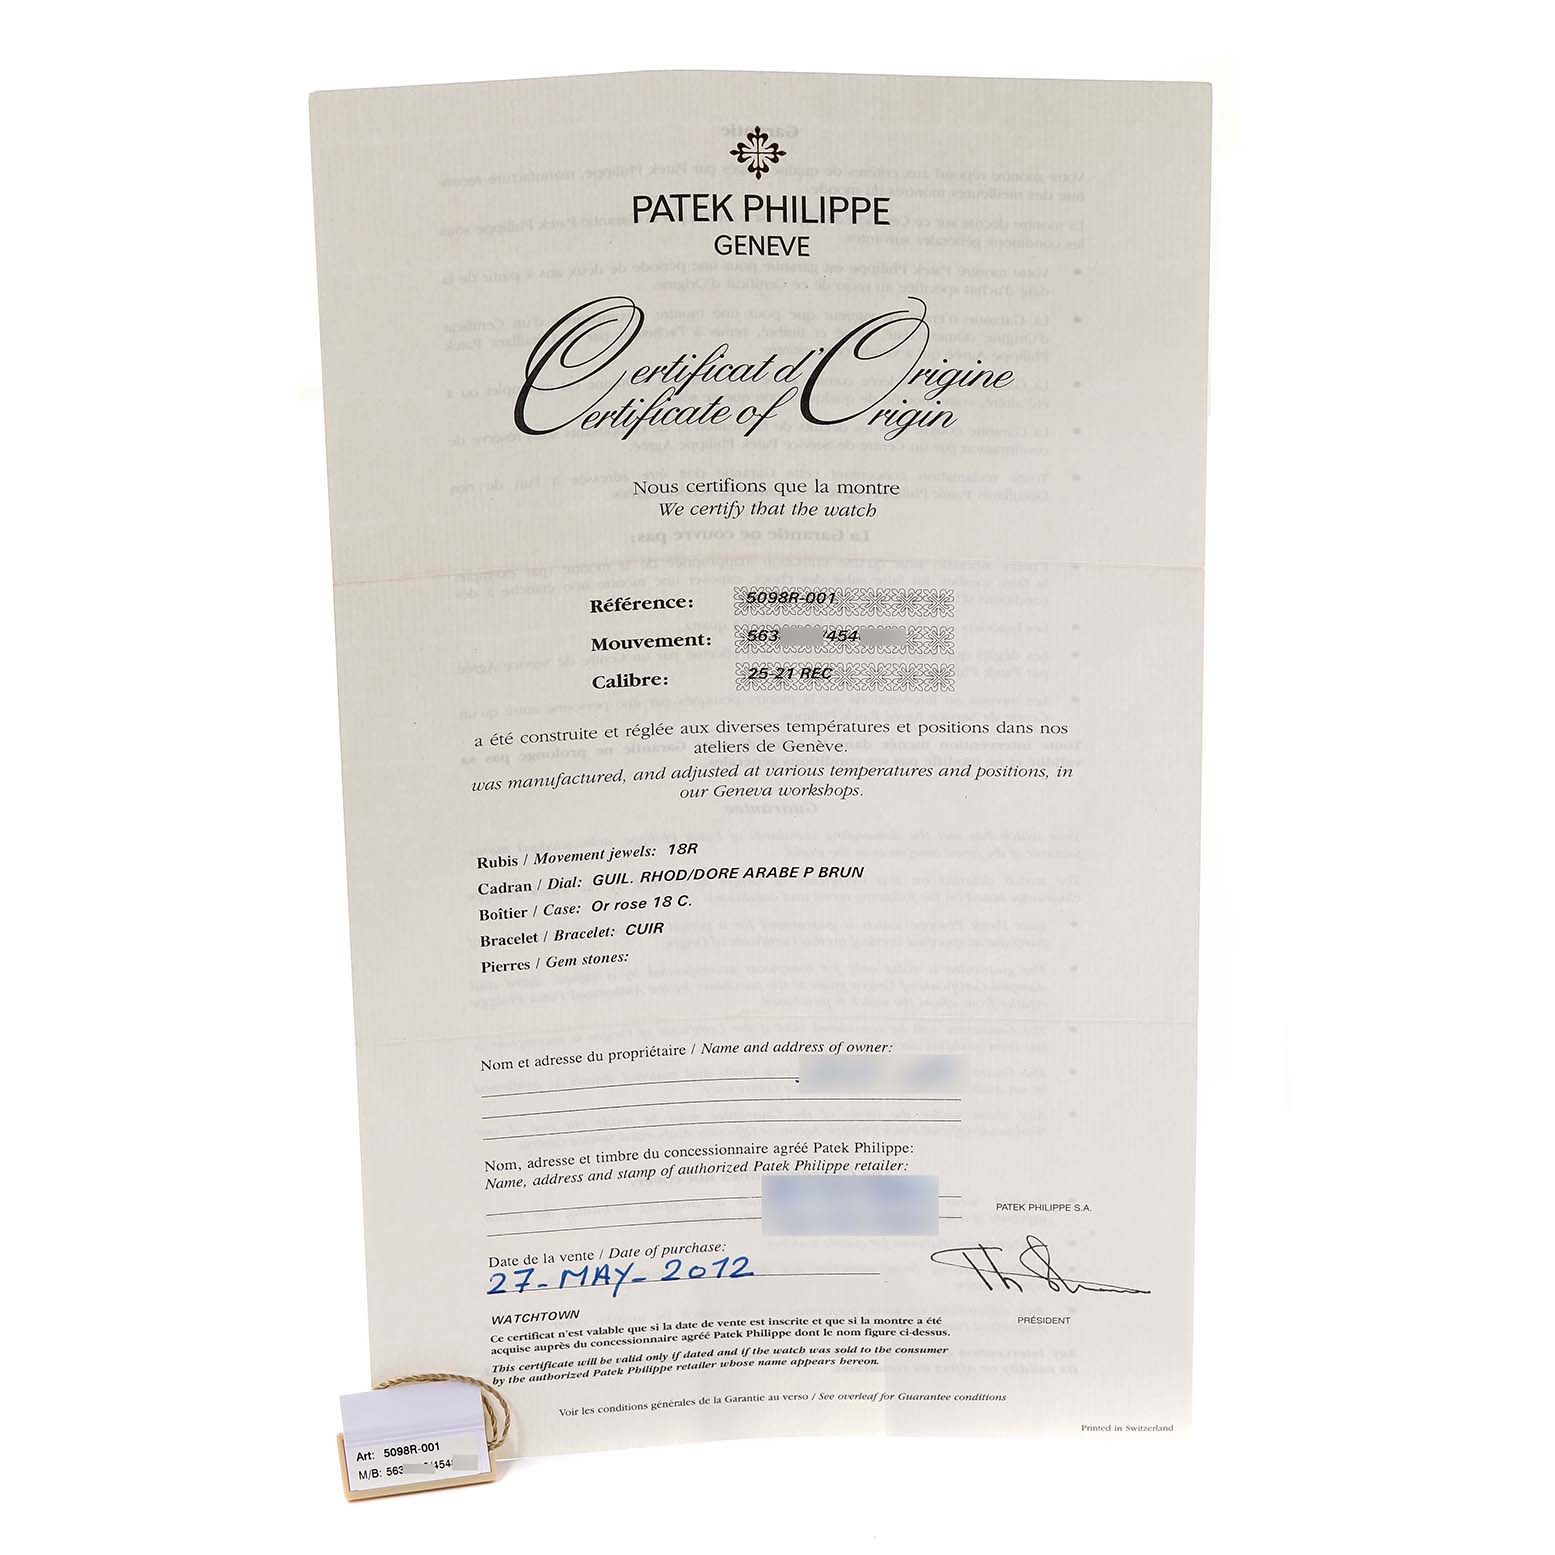 PATEK PHILIPPE
GENEVE
Certificat d'Origine
Certificate of Origin
Nous certifions que la montre
We certify that the watch
Référence: 5098R-001
Mouvement: 563 /454
Calibre: 25-21 REC
a été construite et réglée aux diverses températures et positions dans nos
ateliers de Genève.
was manufactured, and adjusted at various temperatures and positions, in
our Geneva workshops.
Rubis / Movement jewels: 18R
Cadran / Dial: GUIL. RHOD/DORE ARABE P BRUN
Boîtier / Case: Or rose 18 C.
Bracelet / Bracelet: CUIR
Pierres / Gem stones:
Nom et adresse du propriétaire / Name and address of owner:
Nom, adresse et timbre du concessionnaire agréé Patek Philippe:
Name, address and stamp of authorized Patek Philippe retailer:
PATEK PHILIPPE S.A.
Date de la vente / Date of purchase:
27-MAY-2012
PRÉSIDENT
WATCHTOWN
Ce certificat n'est valable que si la date de vente est inscrite et que si la montre a été
acquise auprès du concessionnaire agréé Patek Philippe dont le nom figure ci-dessus.
This certificate will be valid only if dated and if the watch was sold to the consumer
by the authorized Patek Philippe retailer whose name appears hereon.
Voir les conditions générales de la Garantie au verso / See overleaf for Guarantee conditions
Printed in Switzerland
Art: 5098R-001
M/B: 563 /454